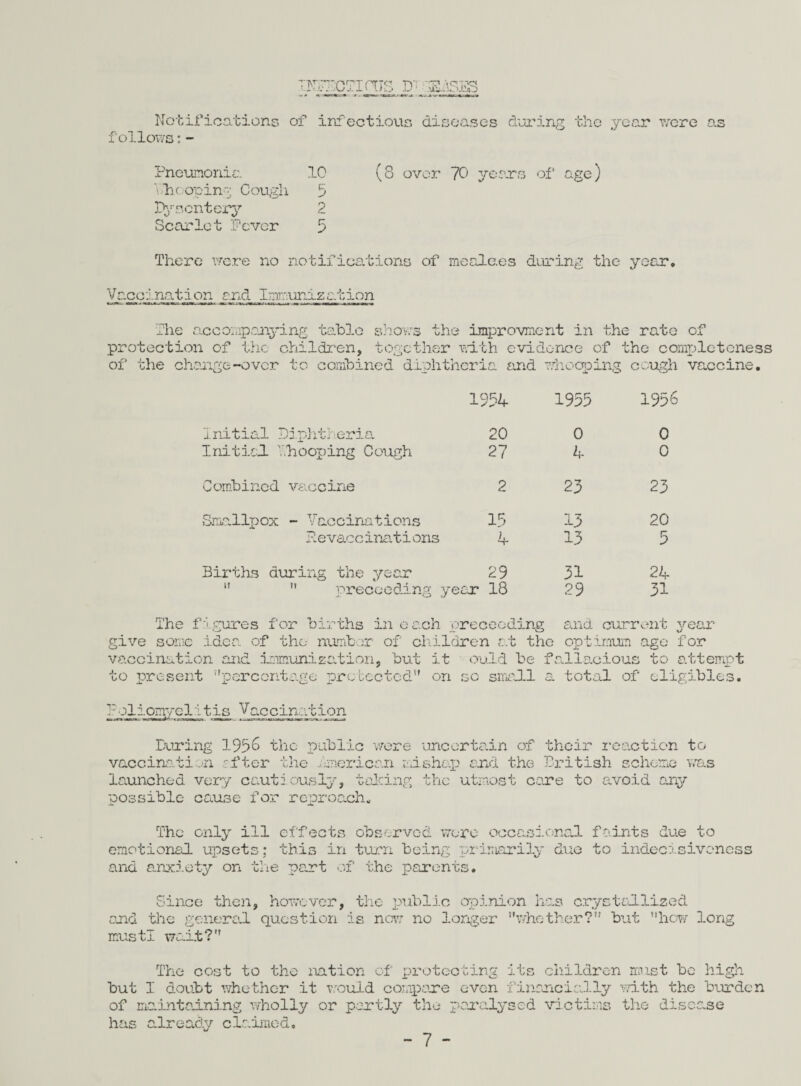 INFECTIOUS DISEASES
Notifications of infectious diseases during the year were as
follows:-
Pneumonia 10 (8 over 70 years of age)
Whooping Cough 5
Dysentery 2
Scarlet Fever 5
There were no notifications of mealses during the year.
Vaccination and Immunization
The accompanying table shows the improvment in the rate of
protection of the children, together with evidence of the completeness
of the change-over to combined diphtheria and whooping cough vaccine.
1954 1955 1956
Initial Diphtheria 20 0 0
Initial Whooping Cough 27 4 0
Combined vaccine 2 23 23
Smallpox - Vaccinations 15 13 20
Revaccinations 4 13 5
Births during the year 29 31 24
" " preceeding year 18 29 31
The figures for births in each preceeding and current year
give some idea of the number of children at the optimum age for
vaccination and immunization, but it would be fallacious to attempt
to present "percentage protected" on so small a total of eligibles.
Poliomyelitis Vaccination
During 1956 the public were uncertain of their reaction to
vaccination after the American mishap and the British scheme was
launched very cautiously, taking the utmost care to avoid any
possible cause for reproach.
The only ill effects observed were occasional faints due to
emotional upsets; this in turn being primarily due to indecisiveness
and anxiety on the part of the parents.
Since then, however, the public opinion has crystallized
and the general question is now no longer "whether?" but "how long
mustI wait?"
The cost to the nation of protecting its children must be high
but I doubt whether it would compare even financially with the burden
of maintaining wholly or partly the paralysed victims the disease
has already claimed.
- 7 -